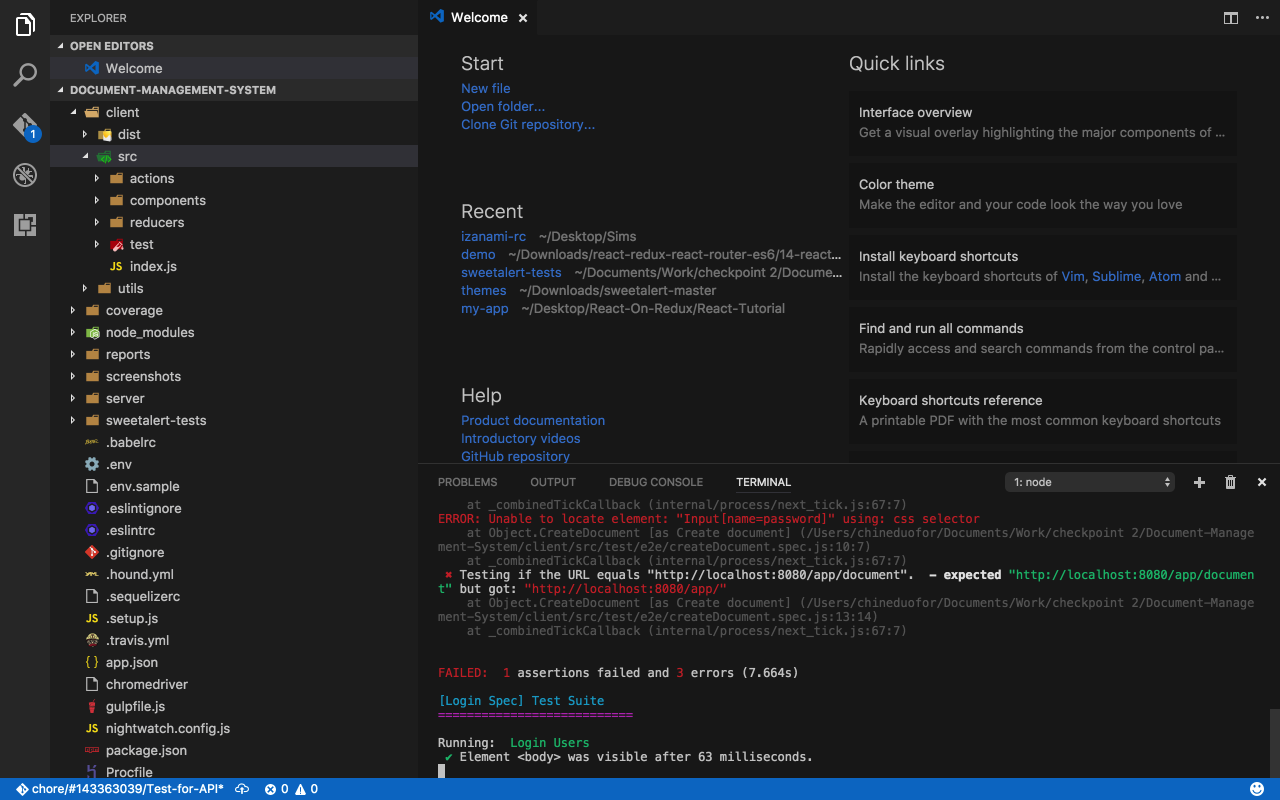 EXPLORER
OPEN EDITORS
Welcome
DOCUMENT-MANAGEMENT-SYSTEM
client
dist
src
actions
components
reducers
test
JS index.js
utils
coverage
node_modules
reports
screenshots
server
sweetalert-tests
.babelrc
.env
.env.sample
.eslintignore
.eslintrc
.gitignore
.hound.yml
.sequelizerc
JS .setup.js
.travis.yml
{ } app.json
chromedriver
gulpfile.js
JS nightwatch.config.js
package.json
Procfile
1
Welcome ×
Start
New file
Open folder...
Clone Git repository...
Recent
izanami-rc ~/Desktop/Sims
demo ~/Downloads/react-redux-react-router-es6/14-react...
sweetalert-tests ~/Documents/Work/checkpoint 2/Docume...
themes ~/Downloads/sweetalert-master
my-app ~/Desktop/React-On-Redux/React-Tutorial
Help
Product documentation
Introductory videos
GitHub repository
Quick links
Interface overview
Get a visual overlay highlighting the major components of ...
Color theme
Make the editor and your code look the way you love
Install keyboard shortcuts
Install the keyboard shortcuts of Vim, Sublime, Atom and ...
Find and run all commands
Rapidly access and search commands from the control pa...
Keyboard shortcuts reference
A printable PDF with the most common keyboard shortcuts
PROBLEMS OUTPUT DEBUG CONSOLE TERMINAL 1: node
at _combinedTickCallback (internal/process/next_tick.js:67:7)
ERROR: Unable to locate element: "Input[name=password]" using: css selector
at Object.CreateDocument [as Create document] (/Users/chineduofor/Documents/Work/checkpoint 2/Document-Manage
ment-System/client/src/test/e2e/createDocument.spec.js:10:7)
at _combinedTickCallback (internal/process/next_tick.js:67:7)
✖ Testing if the URL equals "http://localhost:8080/app/document". - expected "http://localhost:8080/app/documen
t" but got: "http://localhost:8080/app/"
at Object.CreateDocument [as Create document] (/Users/chineduofor/Documents/Work/checkpoint 2/Document-Manage
ment-System/client/src/test/e2e/createDocument.spec.js:13:14)
at _combinedTickCallback (internal/process/next_tick.js:67:7)
FAILED: 1 assertions failed and 3 errors (7.664s)
[Login Spec] Test Suite
===========================
Running: Login Users
✔ Element <body> was visible after 63 milliseconds.
chore/#143363039/Test-for-API* 0 0